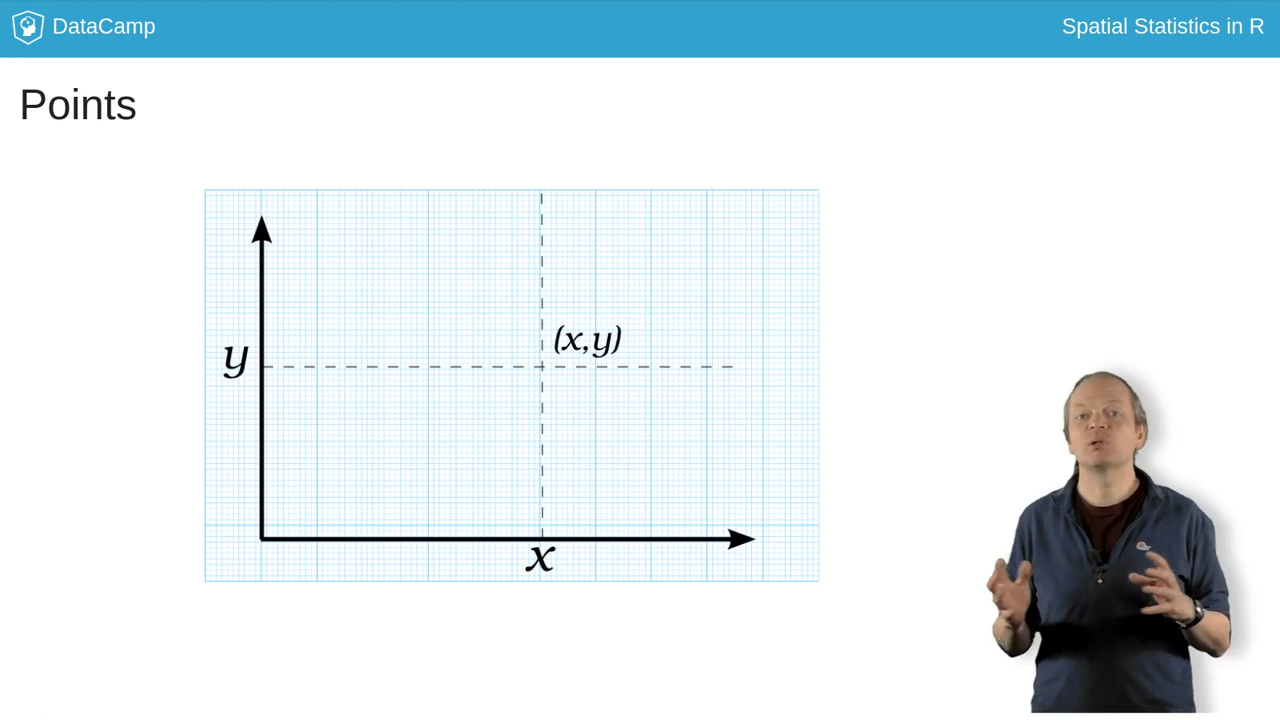 DataCamp
Spatial Statistics in R
Points
(x,y)
y
x